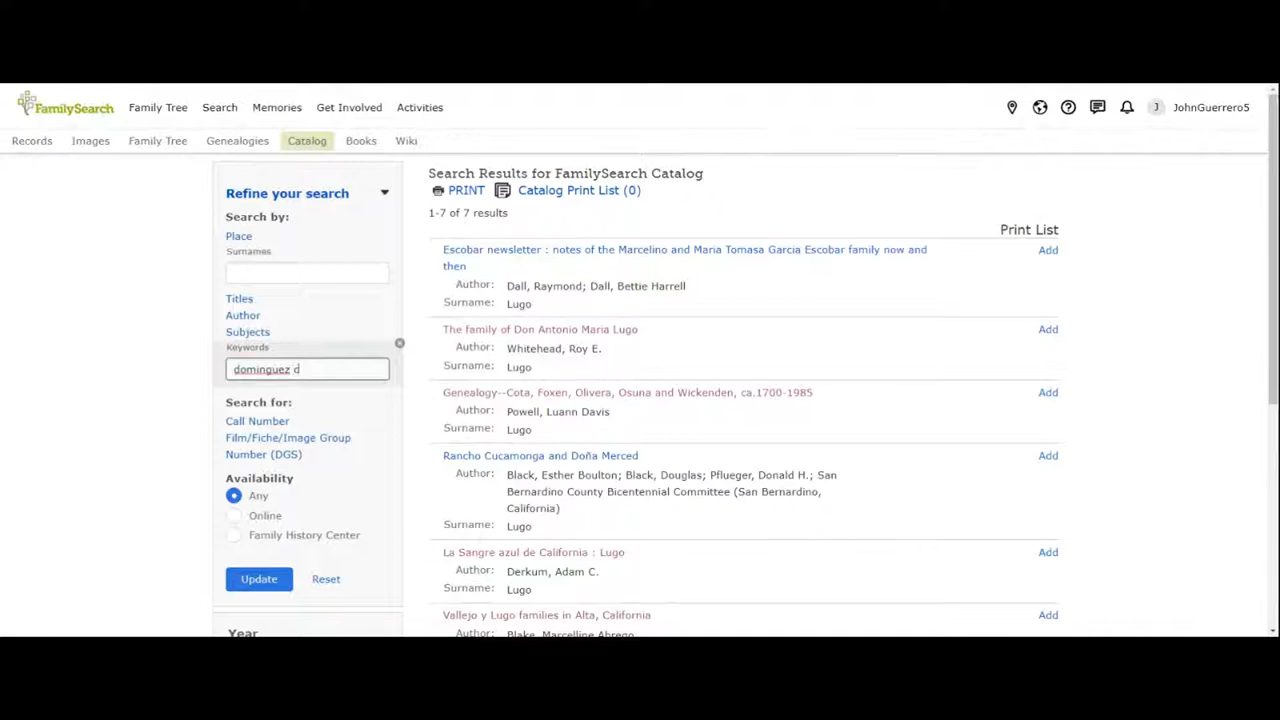 FamilySearch Family Tree Search Memories Get Involved Activities J JohnGuerrero5
Records Images Family Tree Genealogies Catalog Books Wiki
Refine your search
Search by:
Place
Surnames
Titles
Author
Subjects
Keywords
dominguez d
Search for:
Call Number
Film/Fiche/Image Group
Number (DGS)
Availability
Any
Online
Family History Center
Update Reset
Year
Search Results for FamilySearch Catalog
PRINT Catalog Print List (0)
1-7 of 7 results
Print List
Escobar newsletter : notes of the Marcelino and Maria Tomasa Garcia Escobar family now and Add
then
Author: Dall, Raymond; Dall, Bettie Harrell
Surname: Lugo
The family of Don Antonio Maria Lugo Add
Author: Whitehead, Roy E.
Surname: Lugo
Genealogy--Cota, Foxen, Olivera, Osuna and Wickenden, ca.1700-1985 Add
Author: Powell, Luann Davis
Surname: Lugo
Rancho Cucamonga and Doña Merced Add
Author: Black, Esther Boulton; Black, Douglas; Pflueger, Donald H.; San
Bernardino County Bicentennial Committee (San Bernardino,
California)
Surname: Lugo
La Sangre azul de California : Lugo Add
Author: Derkum, Adam C.
Surname: Lugo
Vallejo y Lugo families in Alta, California Add
Author: Blake, Marcelline Abrego